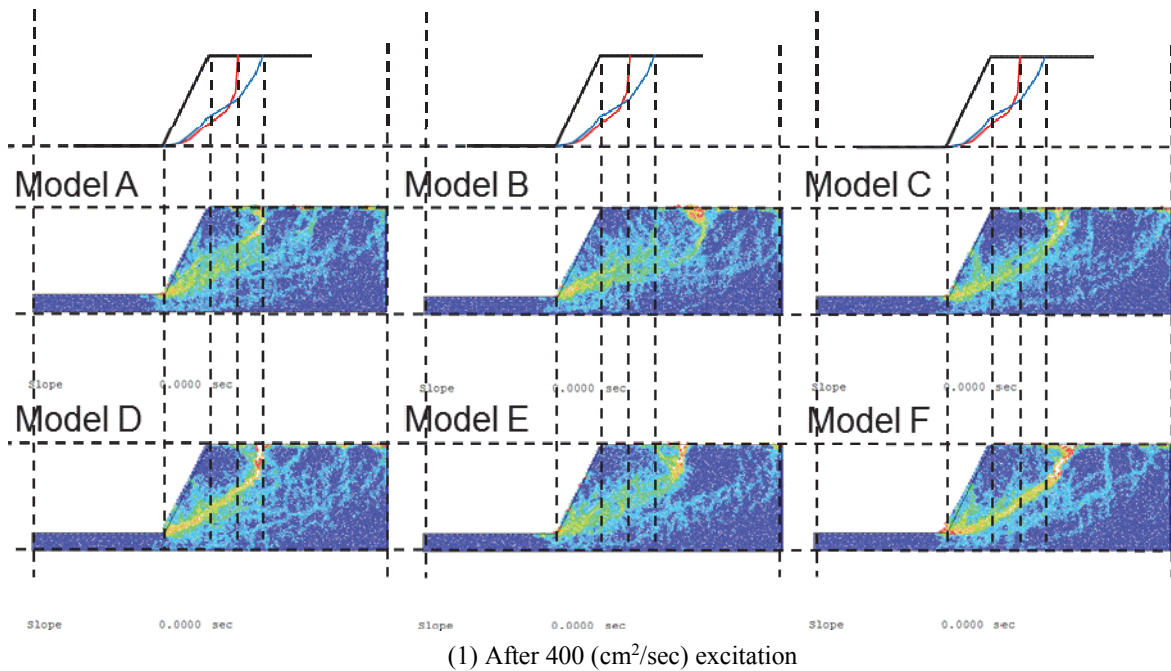 Model A Model B Model C
Slope 0.0000 sec Slope 0.0000 sec Slope 0.0000 sec
Model D Model E Model F
Slope 0.0000 sec Slope 0.0000 sec Slope 0.0000 sec
(1) After 400 (cm²/sec) excitation